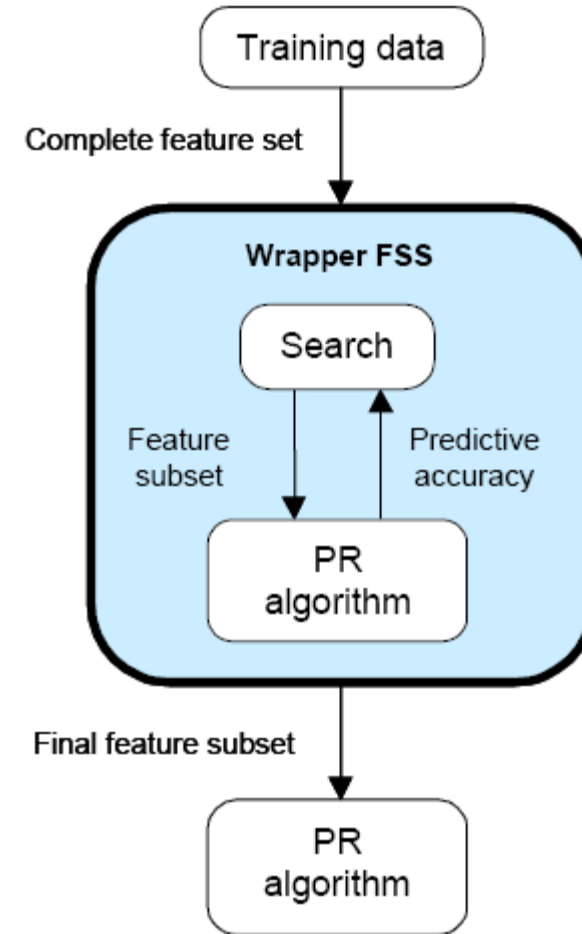 Training data
Complete feature set
Wrapper FSS
Search
Feature
subset
Predictive
accuracy
PR
algorithm
Final feature subset
PR
algorithm